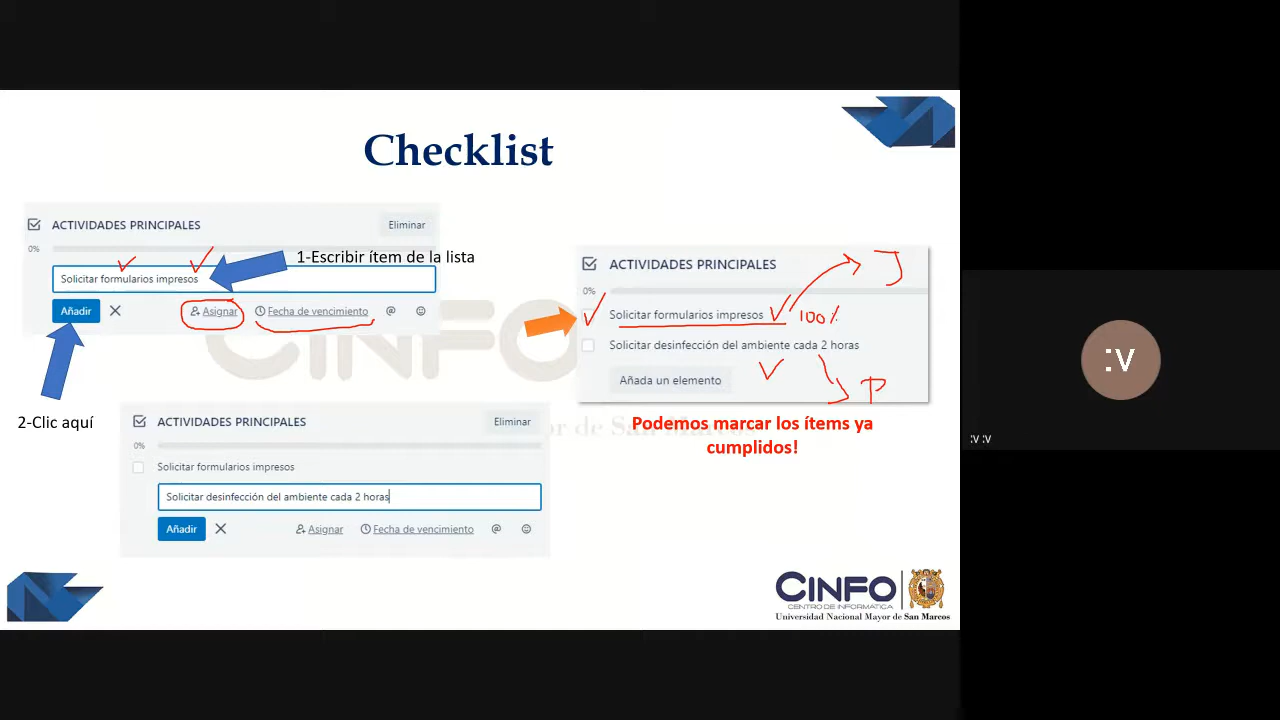 Checklist
ACTIVIDADES PRINCIPALES
Eliminar
0%
1-Escribir ítem de la lista
Solicitar formularios impresos
Añadir
Asignar
Fecha de vencimiento
@
2-Clic aquí
ACTIVIDADES PRINCIPALES
Eliminar
0%
Solicitar formularios impresos
Solicitar desinfección del ambiente cada 2 horas
Añadir
Asignar
Fecha de vencimiento
@
ACTIVIDADES PRINCIPALES
0%
Solicitar formularios impresos
100%
Solicitar desinfección del ambiente cada 2 horas
Añada un elemento
J
P
Podemos marcar los ítems ya
cumplidos!
CINFO
CENTRO DE INFORMÁTICA
Universidad Nacional Mayor de San Marcos
:V
:V :V